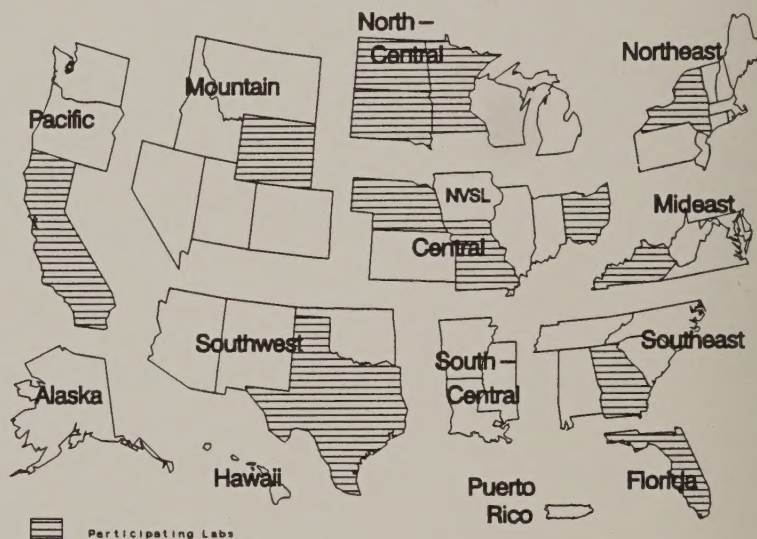 North –
Central
Northeast
Mountain
Pacific
NVSL
Mideast
Central
Southwest
South –
Central
Southeast
Alaska
Hawaii
Puerto
Rico
Florida
Participating Labs